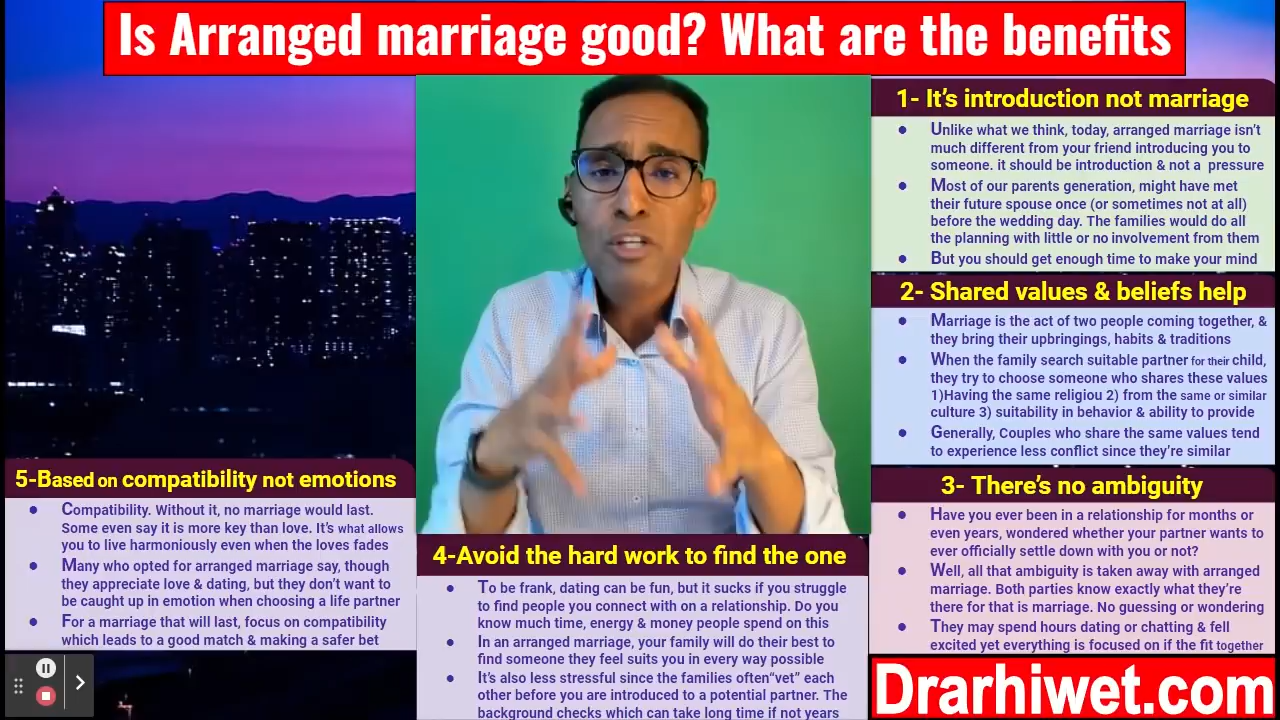 Is Arranged marriage good? What are the benefits
1- It's introduction not marriage
● Unlike what we think, today, arranged marriage isn't
much different from your friend introducing you to
someone. it should be introduction & not a pressure
● Most of our parents generation, might have met
their future spouse once (or sometimes not at all)
before the wedding day. The families would do all
the planning with little or no involvement from them
● But you should get enough time to make your mind
2- Shared values & beliefs help
● Marriage is the act of two people coming together, &
they bring their upbringings, habits & traditions
● When the family search suitable partner for their child,
they try to choose someone who shares these values
1)Having the same religiou 2) from the same or similar
culture 3) suitability in behavior & ability to provide
● Generally, Couples who share the same values tend
to experience less conflict since they're similar
3- There's no ambiguity
● Have you ever been in a relationship for months or
even years, wondered whether your partner wants to
ever officially settle down with you or not?
● Well, all that ambiguity is taken away with arranged
marriage. Both parties know exactly what they're
there for that is marriage. No guessing or wondering
● They may spend hours dating or chatting & fell
excited yet everything is focused on if the fit together
4-Avoid the hard work to find the one
● To be frank, dating can be fun, but it sucks if you struggle
to find people you connect with on a relationship. Do you
know much time, energy & money people spend on this
● In an arranged marriage, your family will do their best to
find someone they feel suits you in every way possible
● It's also less stressful since the families often"vet" each
other before you are introduced to a potential partner. The
background checks which can take long time if not years
5-Based on compatibility not emotions
● Compatibility. Without it, no marriage would last.
Some even say it is more key than love. It's what allows
you to live harmoniously even when the loves fades
● Many who opted for arranged marriage say, though
they appreciate love & dating, but they don't want to
be caught up in emotion when choosing a life partner
● For a marriage that will last, focus on compatibility
which leads to a good match & making a safer bet
Drarhiwet.com